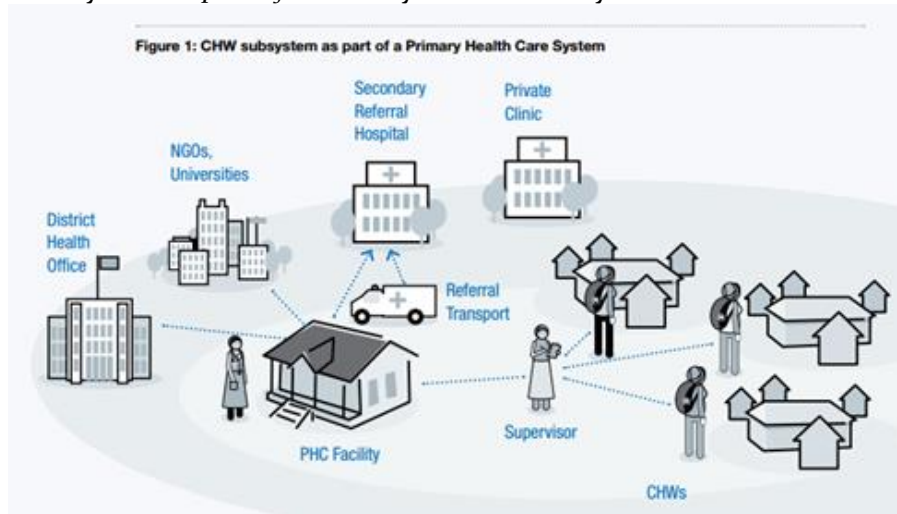 Figure 1: CHW subsystem as part of a Primary Health Care System
Secondary
Referral
Hospital
Private
Clinic
NGOs,
Universities
District
Health
Office
Referral
Transport
Supervisor
PHC Facility
CHWs